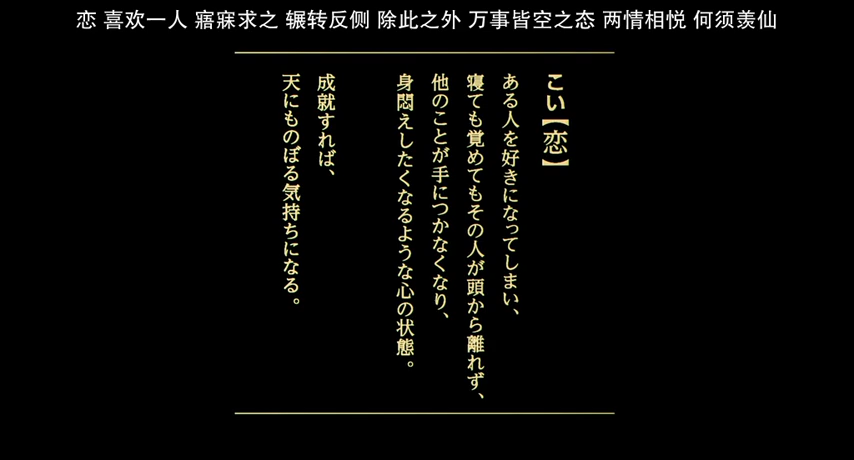 恋 喜欢一人 寤寐求之 辗转反侧 除此之外 万事皆空之态 两情相悦 何须羡仙
こい【恋】
ある人を好きになってしまい、
寝ても覚めてもその人が頭から離れず、
他のことが手につかなくなり、
身悶えしたくなるような心の状態。
成就すれば、
天にものぼる気持ちになる。